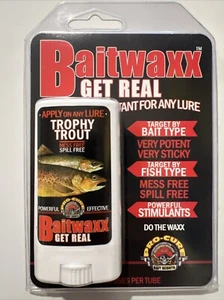 Baitwaxx™
GET REAL
TANT FOR ANY LURE
APPLY ON ANY LURE
TROPHY
TROUT
MESS FREE
SPILL FREE
POWERFUL EFFECTIVE
Baitwaxx
GET REAL
TARGET BY
BAIT TYPE
VERY POTENT
VERY STICKY
TARGET BY
FISH TYPE
MESS FREE
SPILL FREE
POWERFUL
STIMULANTS
DO THE WAXX
PRO-CURE
PER TUBE